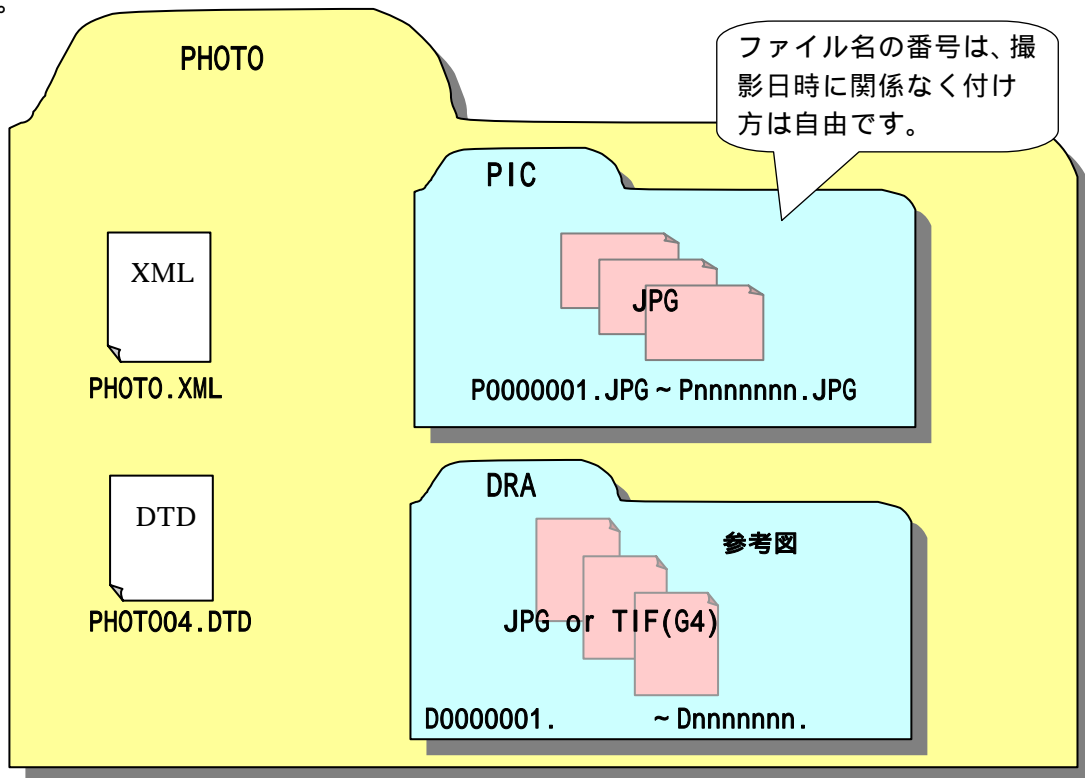 。
PHOTO
ファイル名の番号は、撮
影日時に関係なく付け
方は自由です。
PIC
XML
JPG
PHOTO.XML
P0000001.JPG～Pnnnnnnn.JPG
DRA
DTD
参考図
PHOTO04.DTD
JPG or TIF(G4)
D0000001. ～Dnnnnnnn.